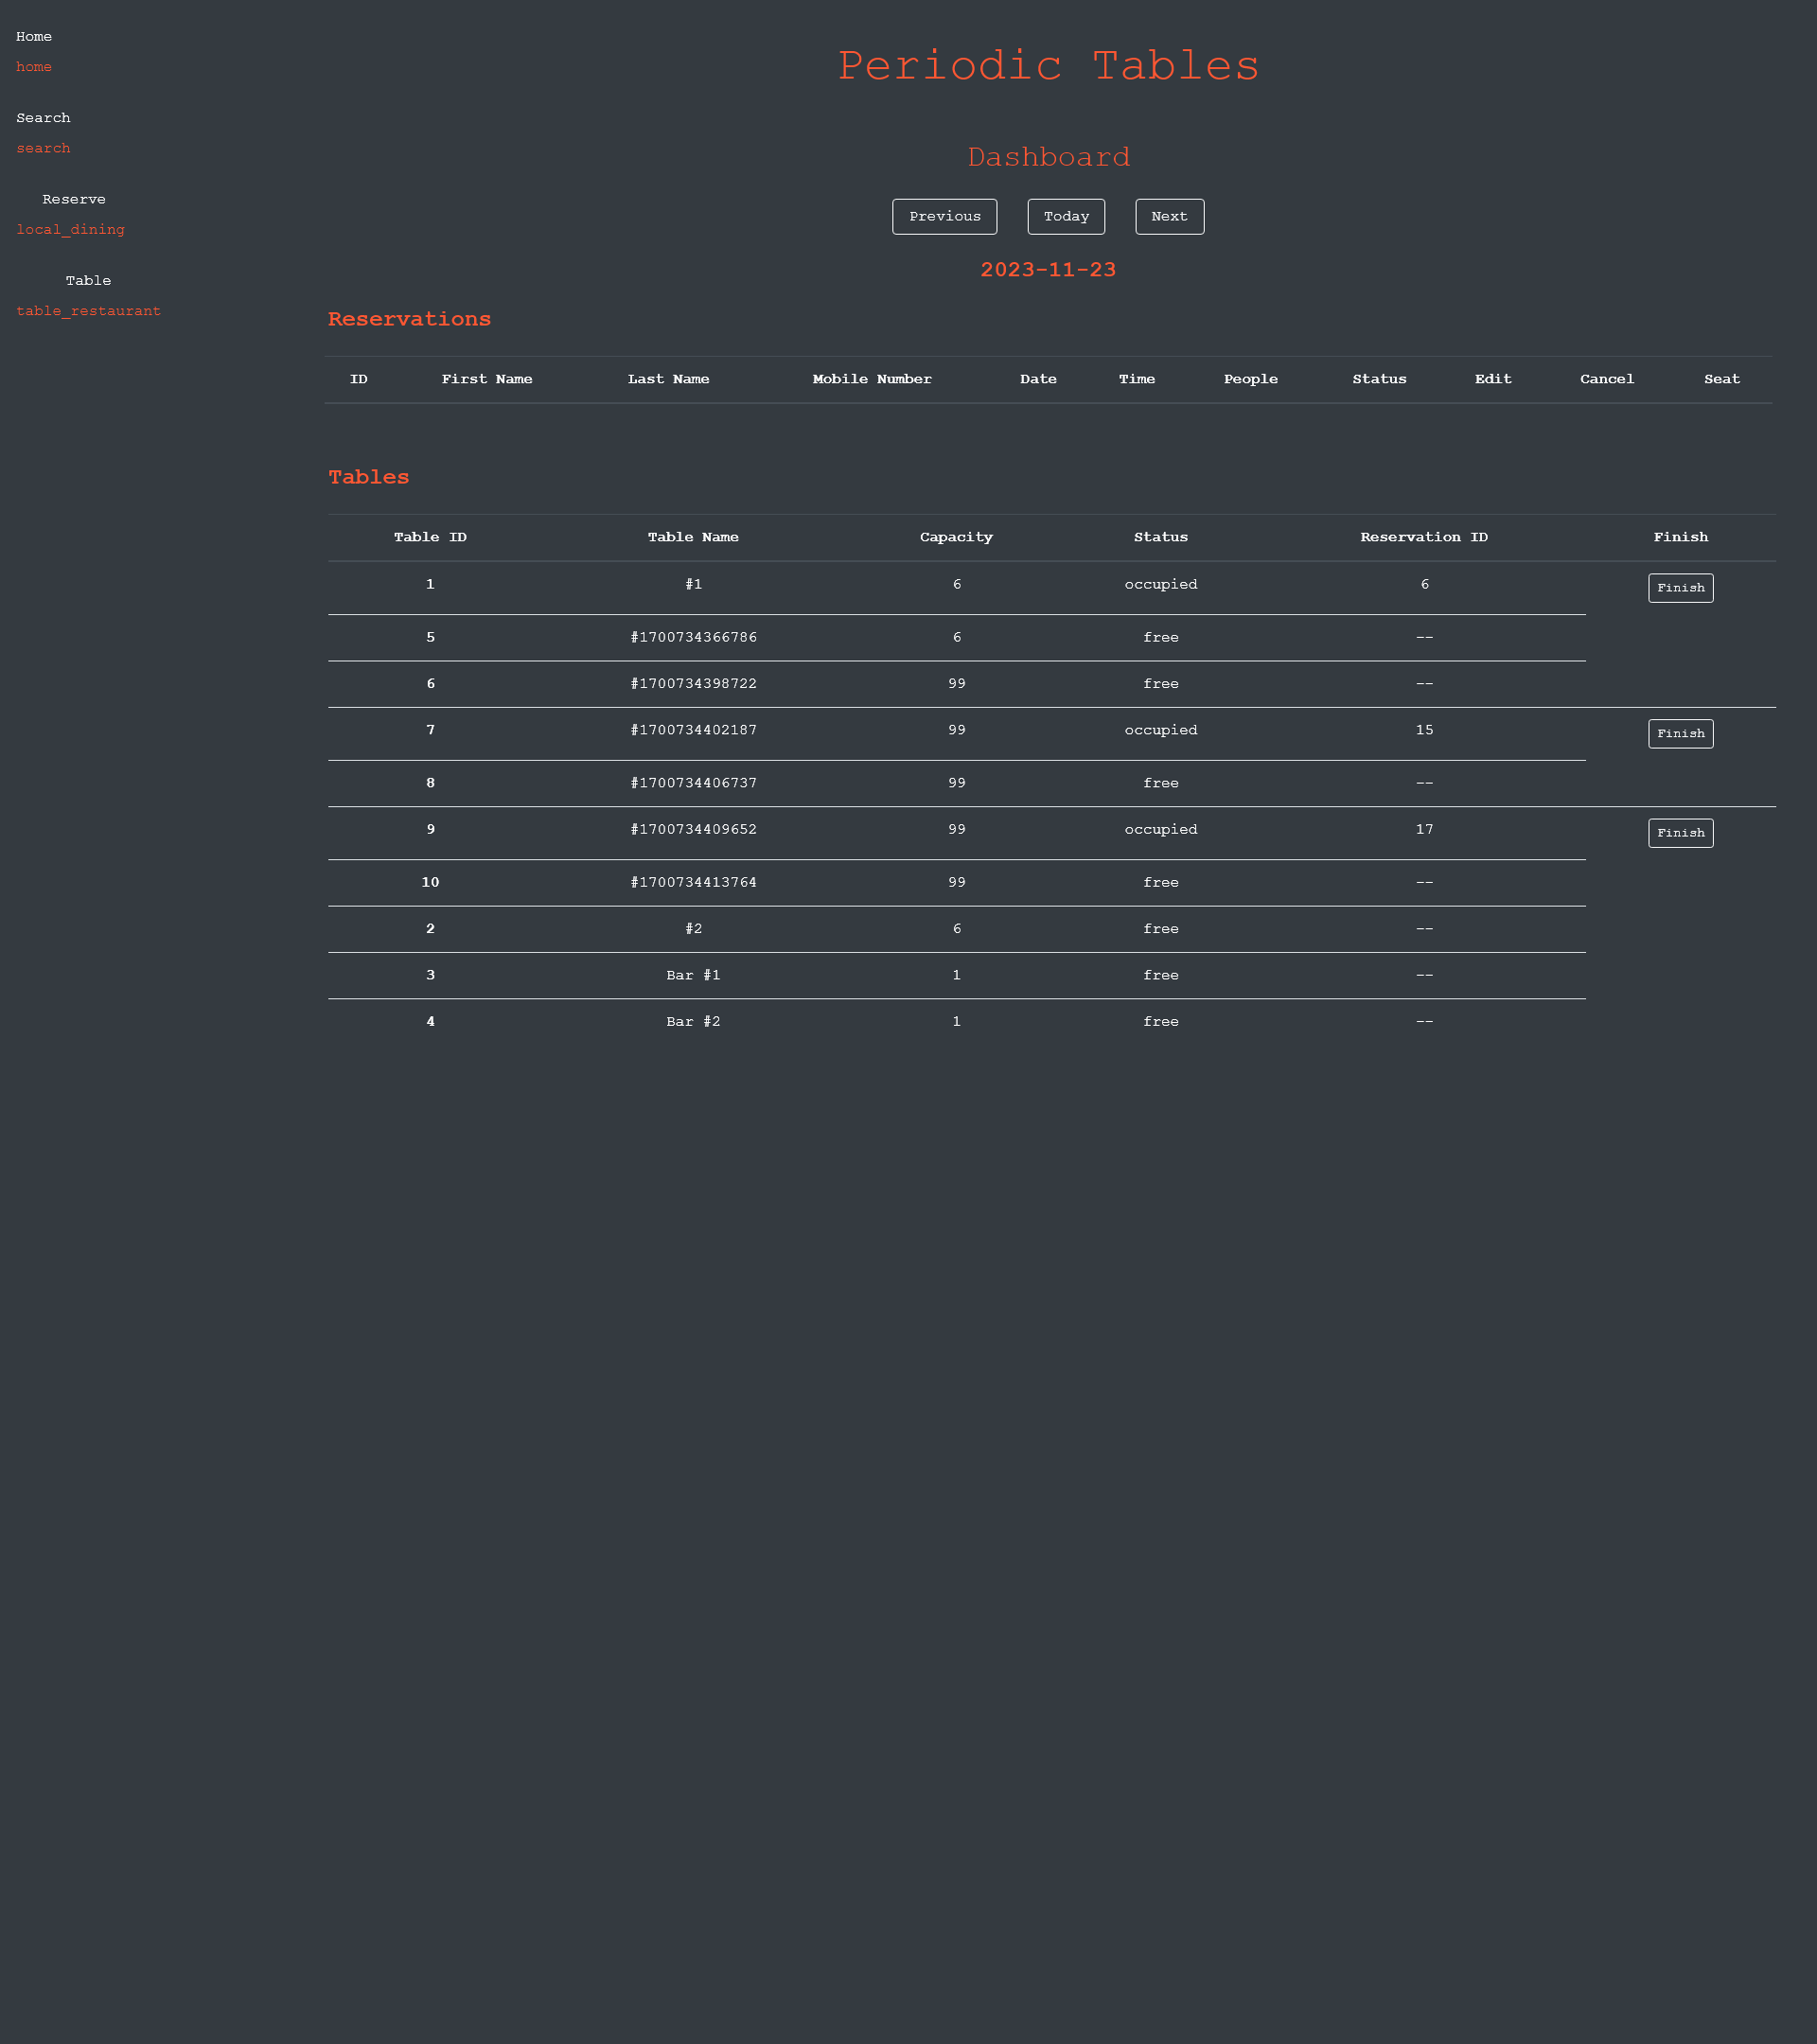 Home
home
Search
search
Reserve
local_dining
Table
table_restaurant
Periodic Tables
Dashboard
Previous Today Next
2023-11-23
Reservations
ID First Name Last Name Mobile Number Date Time People Status Edit Cancel Seat
Tables
Table ID Table Name Capacity Status Reservation ID Finish
1 #1 6 occupied 6 Finish
5 #1700734366786 6 free --
6 #1700734398722 99 free --
7 #1700734402187 99 occupied 15 Finish
8 #1700734406737 99 free --
9 #1700734409652 99 occupied 17 Finish
10 #1700734413764 99 free --
2 #2 6 free --
3 Bar #1 1 free --
4 Bar #2 1 free --